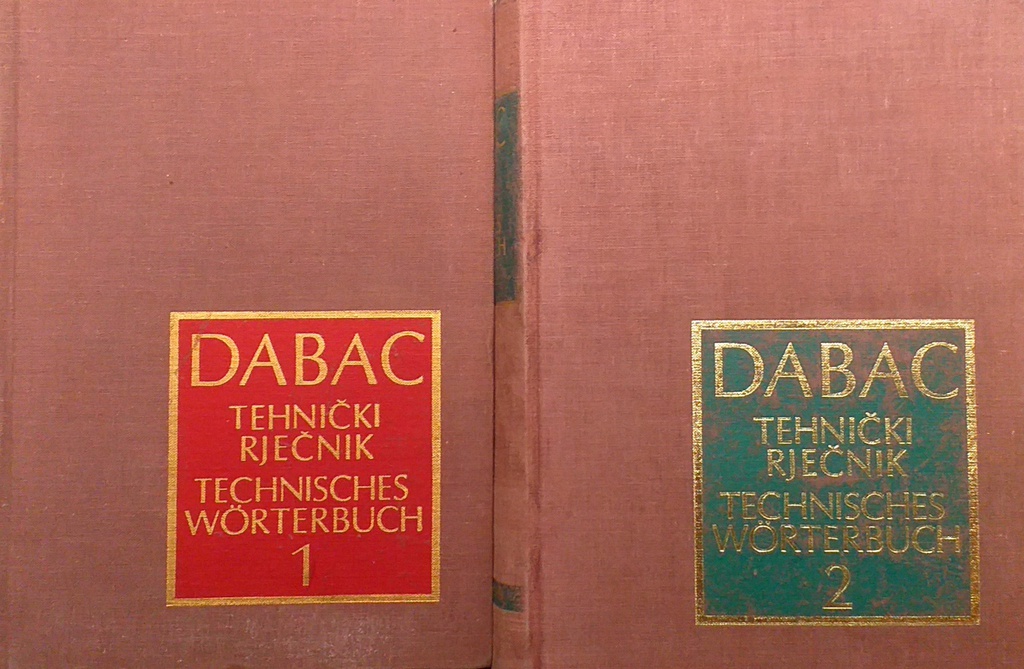 DABAC
TEHNIČKI
RJEČNIK
TECHNISCHES
WÖRTERBUCH
1
DABAC
TEHNIČKI
RJEČNIK
TECHNISCHES
WÖRTERBUCH
2